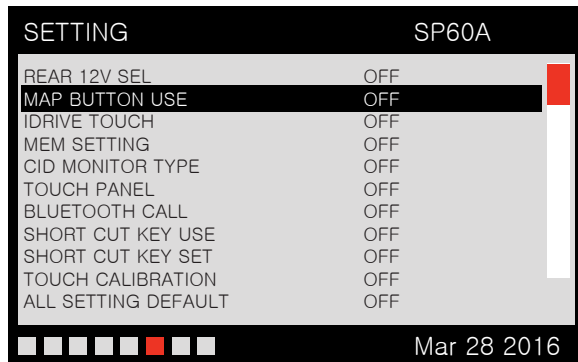 SETTING SP60A
REAR 12V SEL OFF
MAP BUTTON USE OFF
IDRIVE TOUCH OFF
MEM SETTING OFF
CID MONITOR TYPE OFF
TOUCH PANEL OFF
BLUETOOTH CALL OFF
SHORT CUT KEY USE OFF
SHORT CUT KEY SET OFF
TOUCH CALIBRATION OFF
ALL SETTING DEFAULT OFF
Mar 28 2016